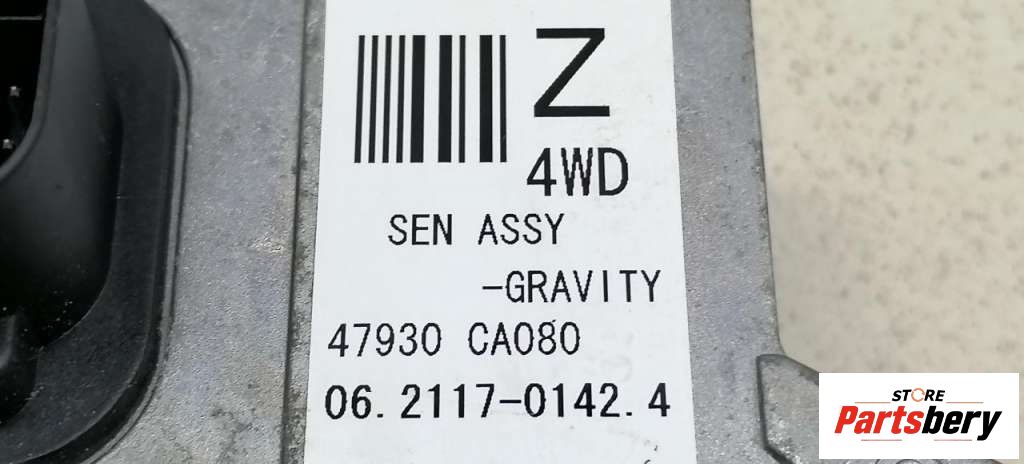 Z
4WD
SEN ASSY
-GRAVITY
47930 CA080
06.2117-0142.4
STORE
Partsbery